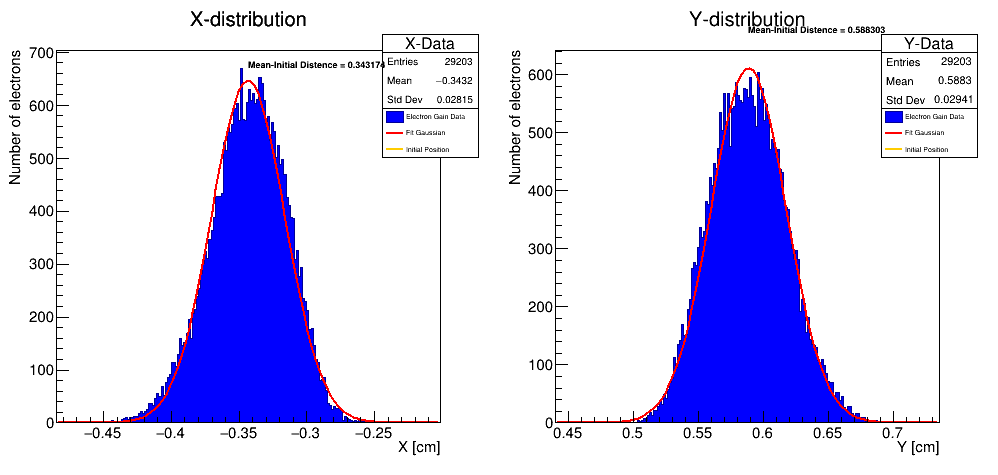 X-distribution
Mean-Initial Distence = 0.343174
X-Data
Entries 29203
Mean −0.3432
Std Dev 0.02815
Electron Gain Data
Fit Gaussian
Initial Position
Number of electrons
700
600
500
400
300
200
100
0
−0.45 −0.4 −0.35 −0.3 −0.25
X [cm]
Y-distribution
Mean-Initial Distence = 0.588303
Y-Data
Entries 29203
Mean 0.5883
Std Dev 0.02941
Electron Gain Data
Fit Gaussian
Initial Position
Number of electrons
600
500
400
300
200
100
0
0.45 0.5 0.55 0.6 0.65 0.7
Y [cm]